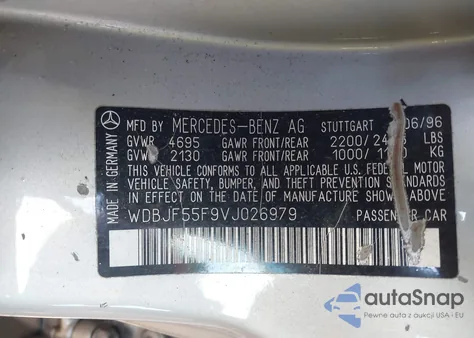 MADE IN GERMANY
MFD BY MERCEDES-BENZ AG STUTTGART 06/96
GVWR 4695 GAWR FRONT/REAR 2200/24 LBS
GVW 2130 GAWR FRONT/REAR 1000/1 KG
THIS VEHICLE CONFORMS TO ALL APPLICABLE U.S. FEDERAL MOTOR
VEHICLE SAFETY, BUMPER, AND THEFT PREVENTION STANDARDS
IN EFFECT ON THE DATE OF MANUFACTURE SHOWN ABOVE.
WDBJF55F9VJ026979 PASSENGER CAR
autoSnap
Pewne auta z aukcji USA - EU